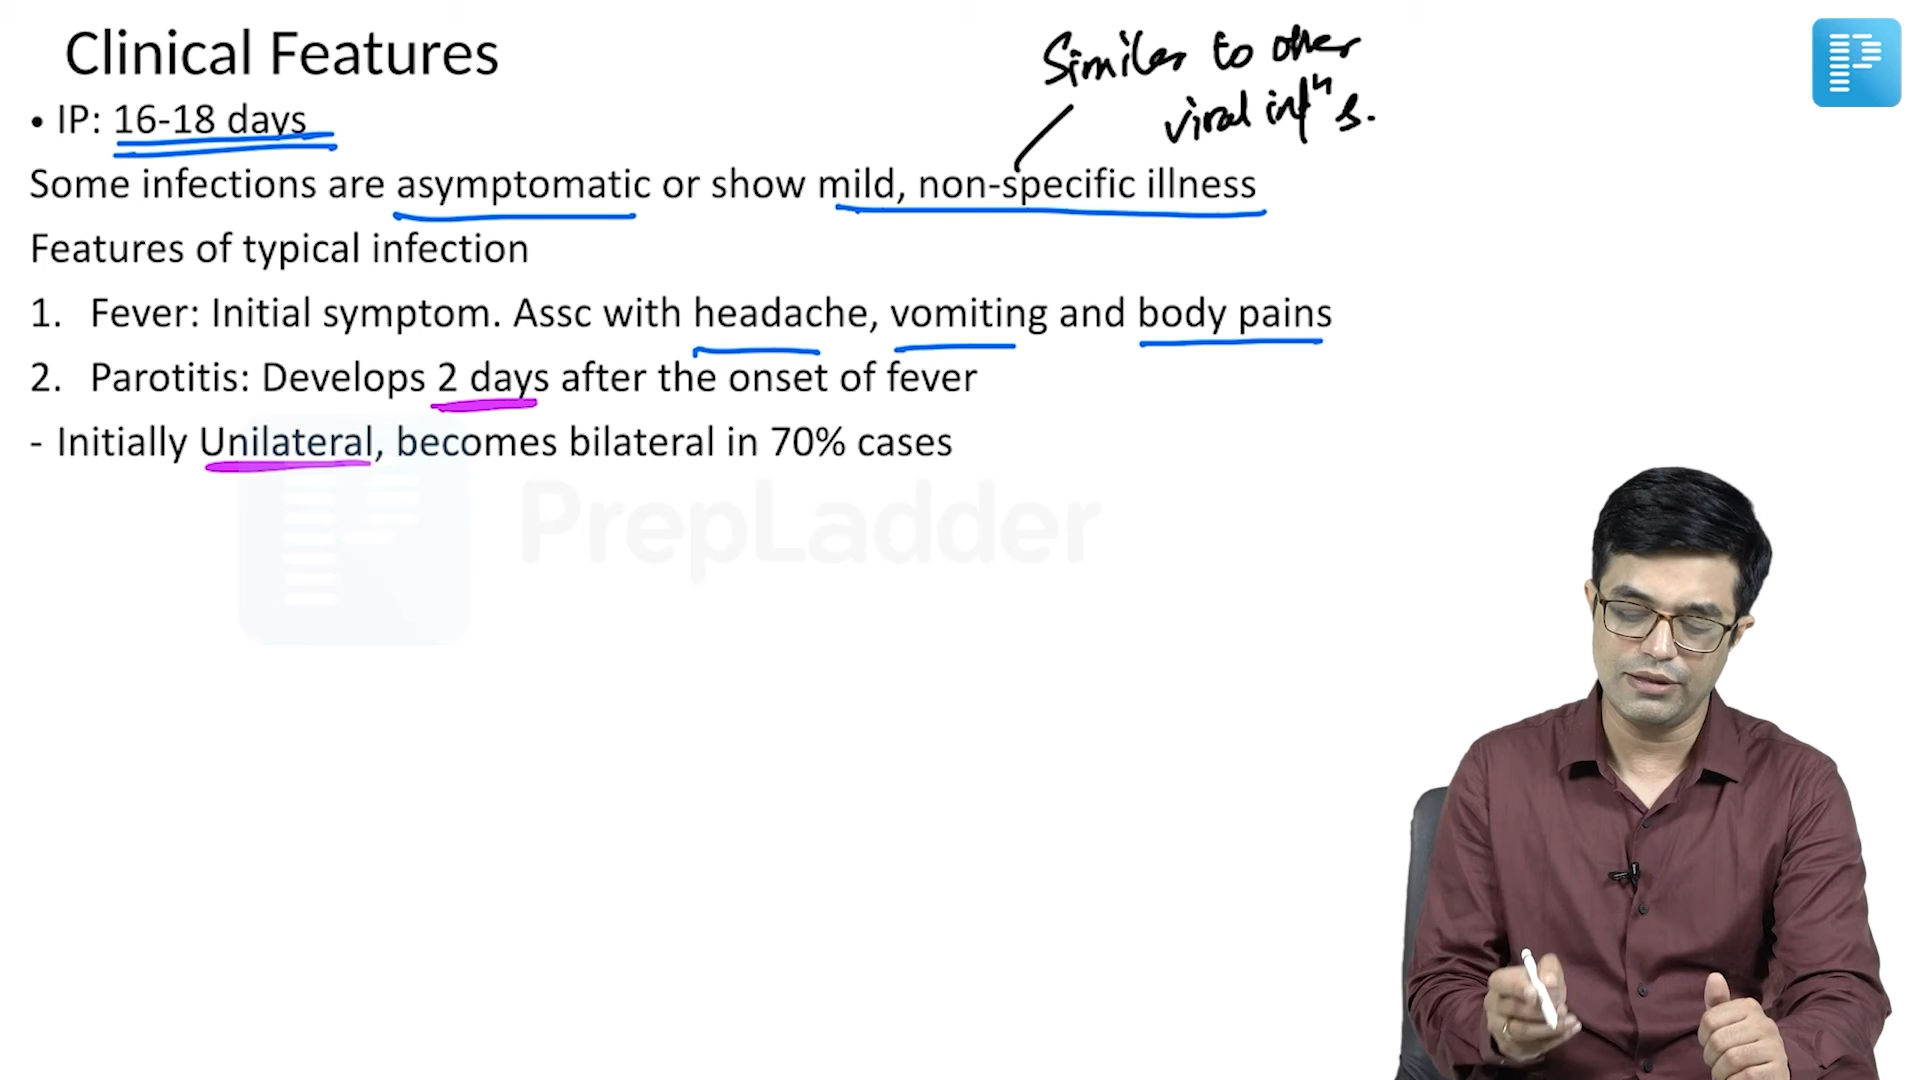 Clinical Features
Similar to other
viral infⁿs.
• IP: 16-18 days
Some infections are asymptomatic or show mild, non-specific illness
Features of typical infection
1. Fever: Initial symptom. Assc with headache, vomiting and body pains
2. Parotitis: Develops 2 days after the onset of fever
- Initially Unilateral, becomes bilateral in 70% cases
PrepLadder